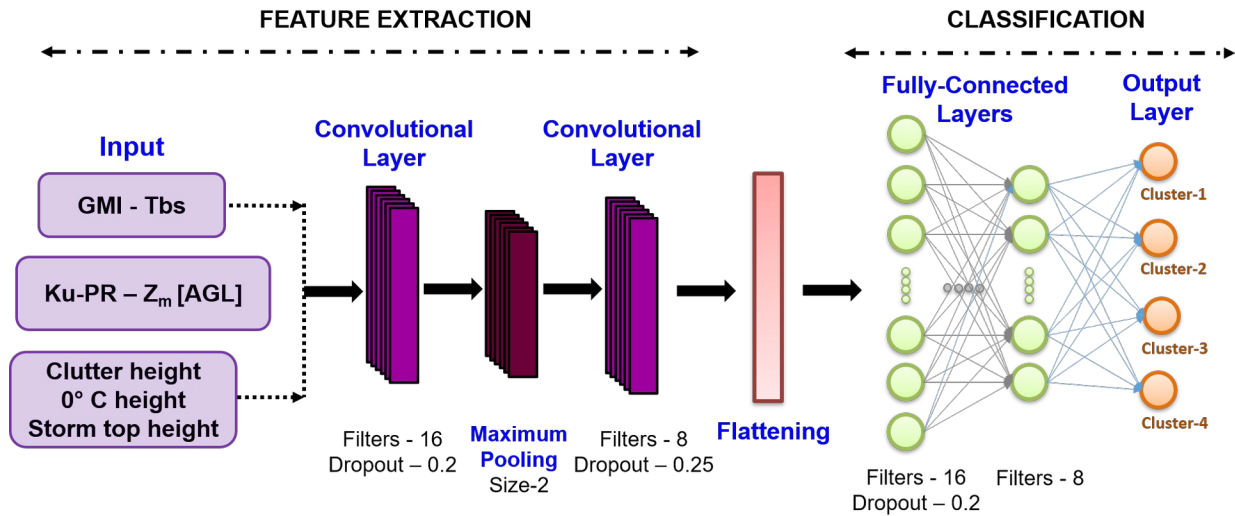 FEATURE EXTRACTION
CLASSIFICATION
Input
GMI - Tbs
Ku-PR – Zm [AGL]
Clutter height
0° C height
Storm top height
Convolutional
Layer
Filters - 16
Dropout – 0.2
Maximum
Pooling
Size-2
Convolutional
Layer
Filters - 8
Dropout – 0.25
Flattening
Fully-Connected
Layers
Filters - 16
Dropout – 0.2
Filters - 8
Output
Layer
Cluster-1
Cluster-2
Cluster-3
Cluster-4